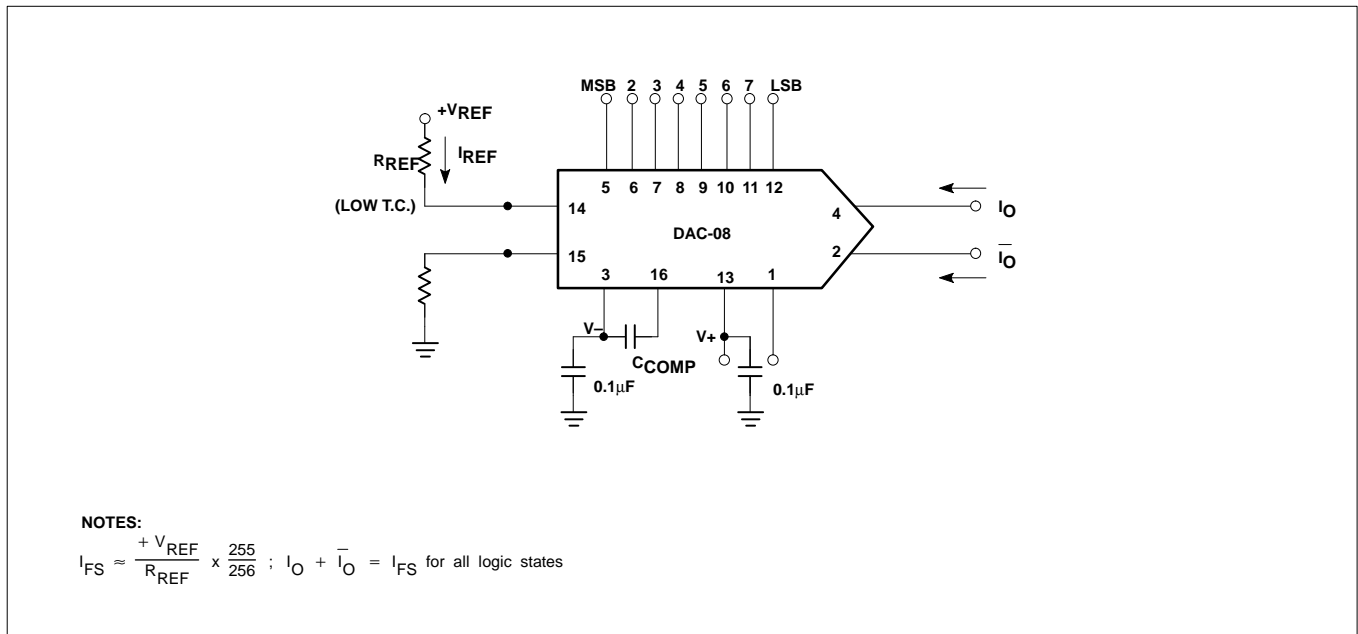 MSB 2 3 4 5 6 7 LSB
+VREF
RREF
IREF
5 6 7 8 9 10 11 12
(LOW T.C.)
14
4
IO
DAC-08
15
2
I̅O̅
3 16 13 1
V–
V+
CCOMP
0.1μF
0.1μF
NOTES:
IFS ≈ + VREF / RREF x 255 / 256 ; IO + I̅O̅ = IFS for all logic states